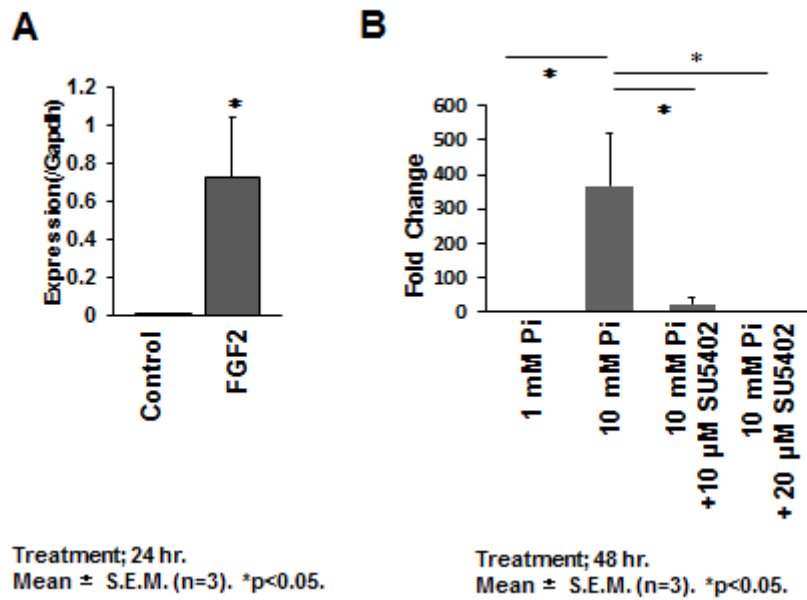 A
B
Expression(/Gapdh)
1.2
1
0.8
0.6
0.4
0.2
0
*
Control
FGF2
Treatment; 24 hr.
Mean ± S.E.M. (n=3). *p<0.05.
*
*
*
Fold Change
600
500
400
300
200
100
0
1 mM Pi
10 mM Pi
10 mM Pi
+10 µM SU5402
10 mM Pi
+ 20 µM SU5402
Treatment; 48 hr.
Mean ± S.E.M. (n=3). *p<0.05.